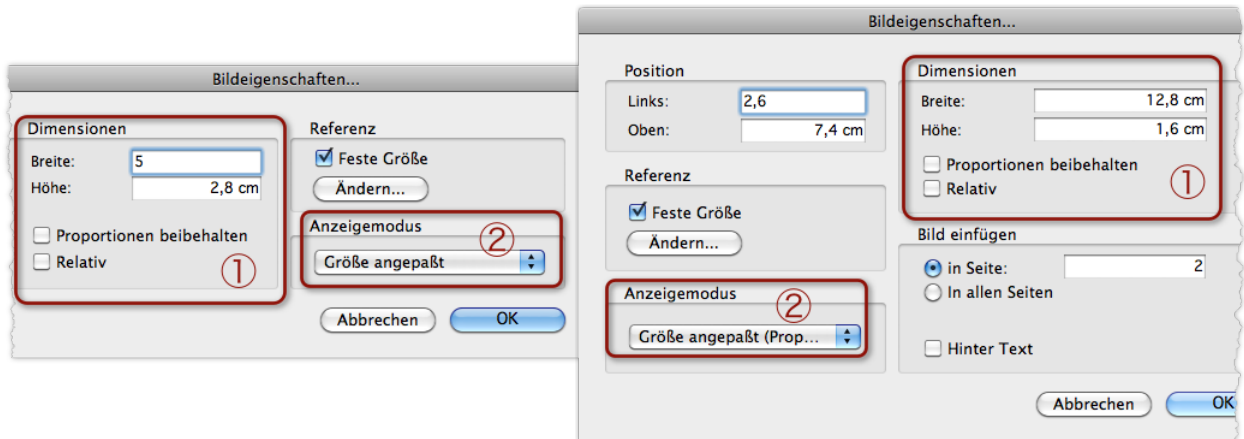 Bildeigenschaften...
Dimensionen
Breite: 5
Höhe: 2,8 cm
Proportionen beibehalten
Relativ
①
Referenz
Feste Größe
Ändern...
Anzeigemodus
②
Größe angepaßt
Abbrechen OK
Bildeigenschaften...
Position
Links: 2,6
Oben: 7,4 cm
Referenz
Feste Größe
Ändern...
Anzeigemodus
②
Größe angepaßt (Prop...
Dimensionen
Breite: 12,8 cm
Höhe: 1,6 cm
Proportionen beibehalten
Relativ
①
Bild einfügen
in Seite: 2
In allen Seiten
Hinter Text
Abbrechen OK